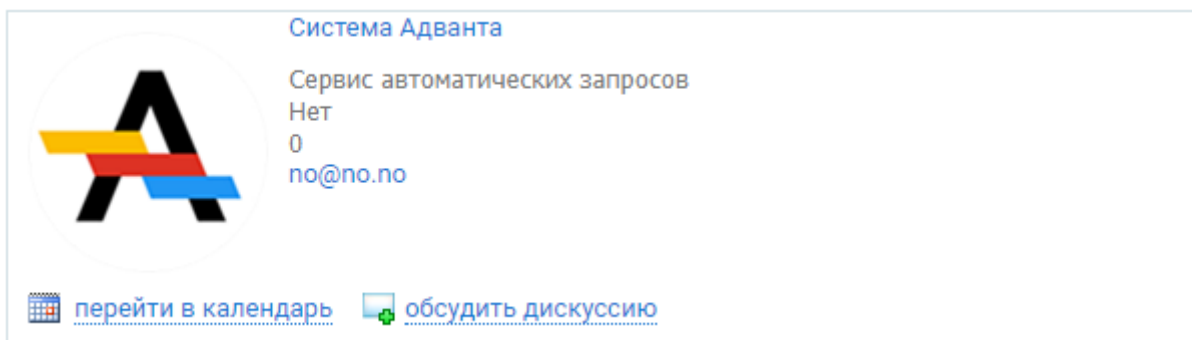 Система Адванта
Сервис автоматических запросов
Нет
0
no@no.no
перейти в календарь обсудить дискуссию